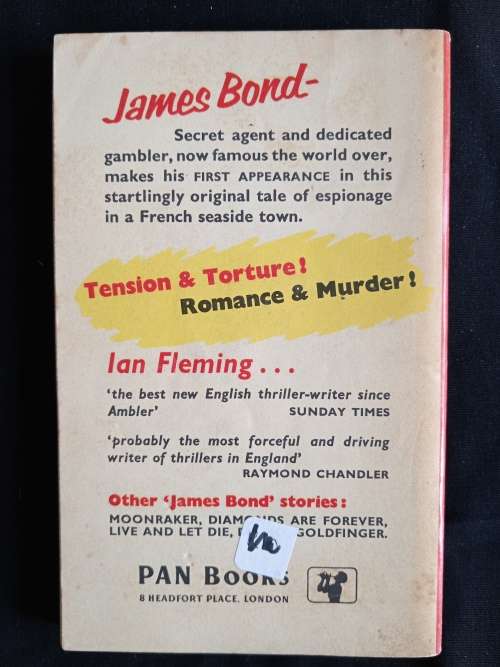 James Bond-
Secret agent and dedicated
gambler, now famous the world over,
makes his FIRST APPEARANCE in this
startlingly original tale of espionage
in a French seaside town.
Tension & Torture!
Romance & Murder!
Ian Fleming...
‘the best new English thriller-writer since
Ambler’ SUNDAY TIMES
‘probably the most forceful and driving
writer of thrillers in England’
RAYMOND CHANDLER
Other ‘James Bond’ stories:
MOONRAKER, DIAMONDS ARE FOREVER,
LIVE AND LET DIE, GOLDFINGER.
PAN BOOKS
8 HEADFORT PLACE, LONDON